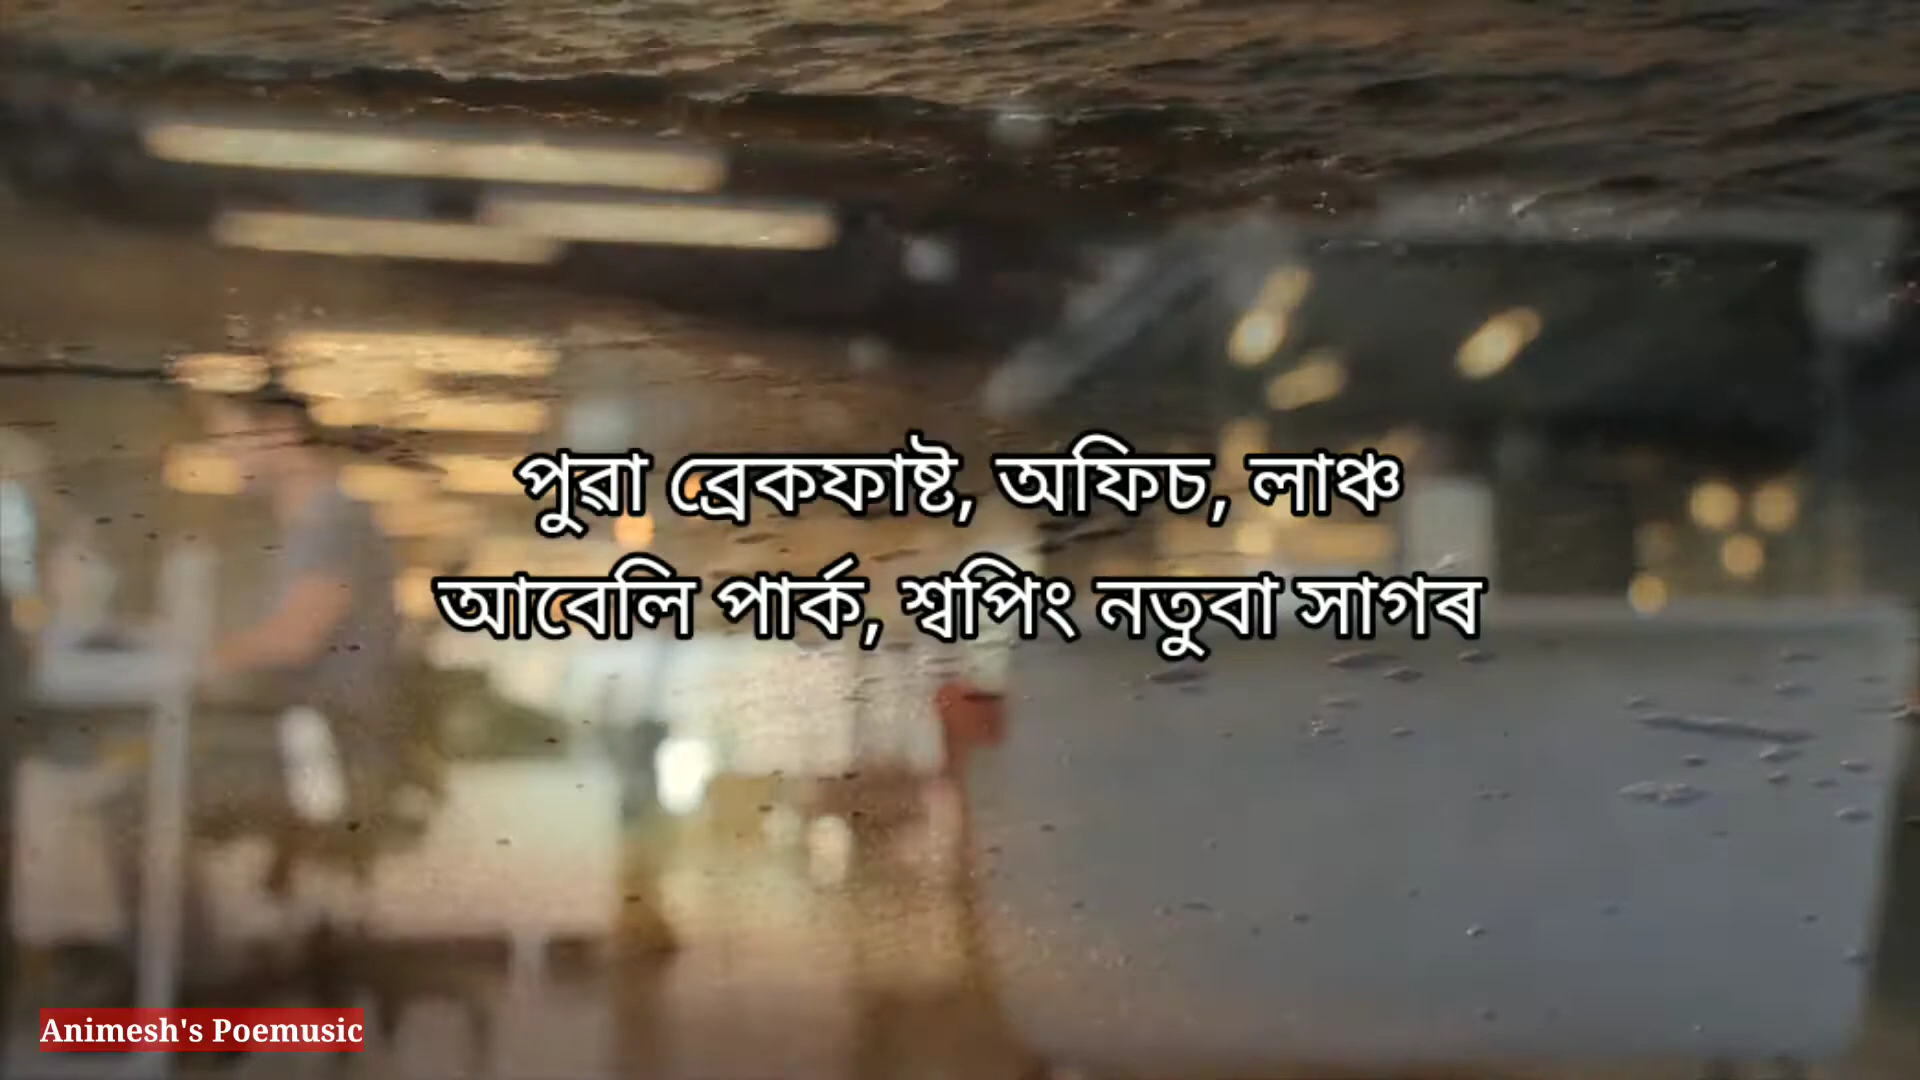 পুৱা ব্ৰেকফাষ্ট, অফিচ, লাঞ্চ
আবেলি পাৰ্ক, শ্বপিং নতুবা সাগৰ
Animesh's Poemusic